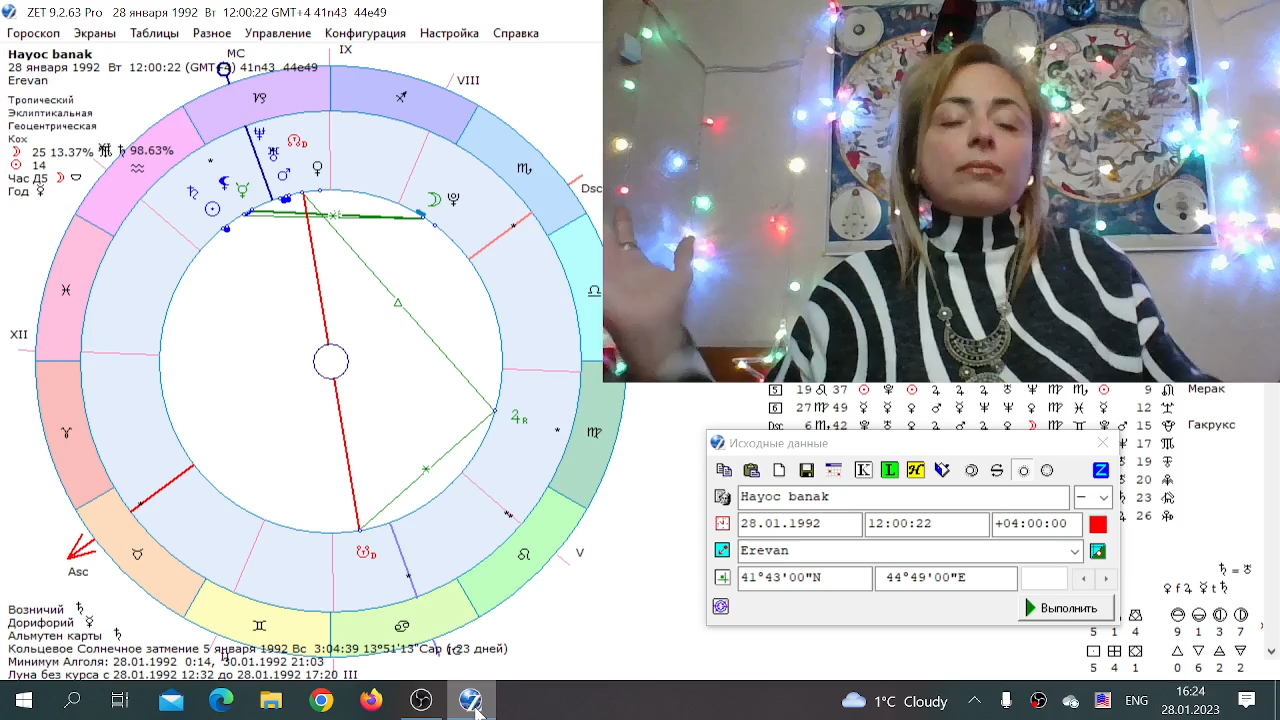 ZET 9.2.63 Pro 28 января 1992 Вт 12:00:22 GMT+4 41n43 44e49
Гороскоп Экраны Таблицы Разное Управление Конфигурация Настройка Справка
Hayoc banak
28 января 1992 Вт 12:00:22 (GMT+4) 41n43 44e49
Erevan
Тропический
Эклиптикальная
Геоцентрическая
Кох
25 13.37% 98.63%
14
Час Д5
Год
MC
IX
VIII
Dsc
XII
Asc
V
Возничий
Дорифорий
Альмутен карты
Кольцевое Солнечное затмение 5 января 1992 Вс 3:04:39 13°51'13"Cap (-23 дней)
Минимум Алголя: 28.01.1992 0:14, 30.01.1992 21:03
Луна без курса с 28.01.1992 12:32 до 28.01.1992 17:20 III
5 19 37 9 Мерак
6 27 49 12
Dsc 6 42 15 Гакрукс
17
19
20
23
26
Исходные данные
K L H Z
Hayoc banak
28.01.1992 12:00:22 +04:00:00
Erevan
41°43'00"N 44°49'00"E
Выполнить
5 1 4 9 1 3 7
5 4 1 0 6 2 2
1°C Cloudy ENG 16:24
28.01.2023